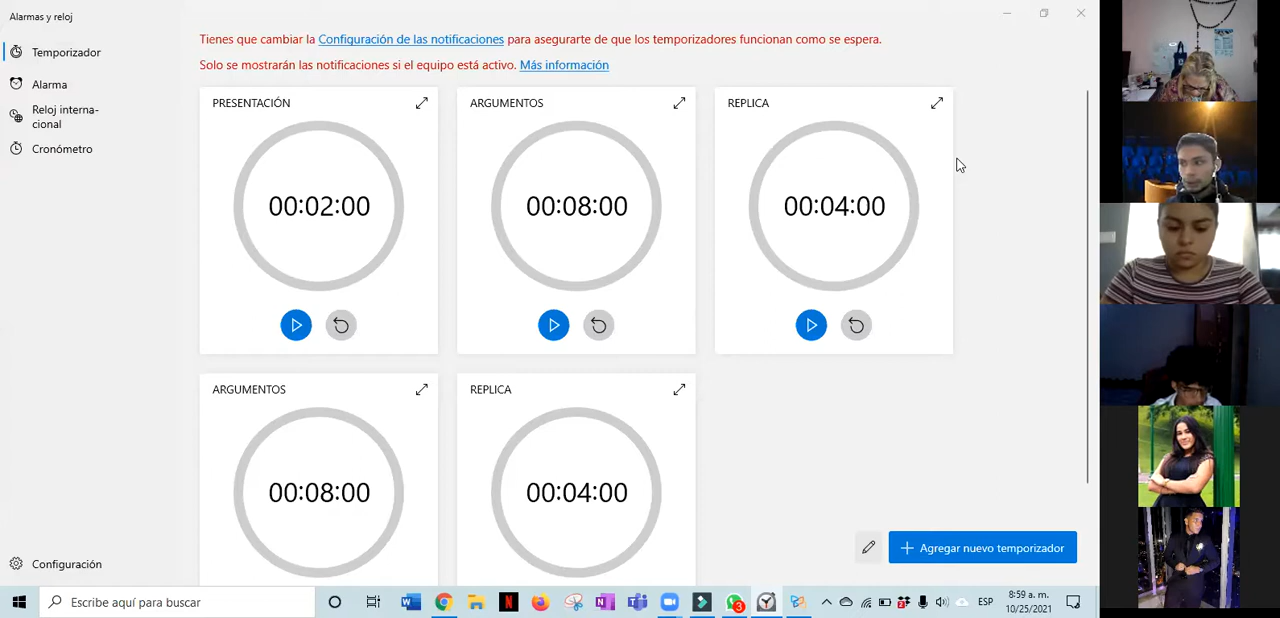 Alarmas y reloj
Temporizador
Alarma
Reloj interna-
cional
Cronómetro
Configuración
Tienes que cambiar la Configuración de las notificaciones para asegurarte de que los temporizadores funcionan como se espera.
Solo se mostrarán las notificaciones si el equipo está activo. Más información
PRESENTACIÓN
00:02:00
ARGUMENTOS
00:08:00
REPLICA
00:04:00
ARGUMENTOS
00:08:00
REPLICA
00:04:00
Agregar nuevo temporizador
Escribe aquí para buscar
3
2
ESP
8:59 a. m.
10/25/2021